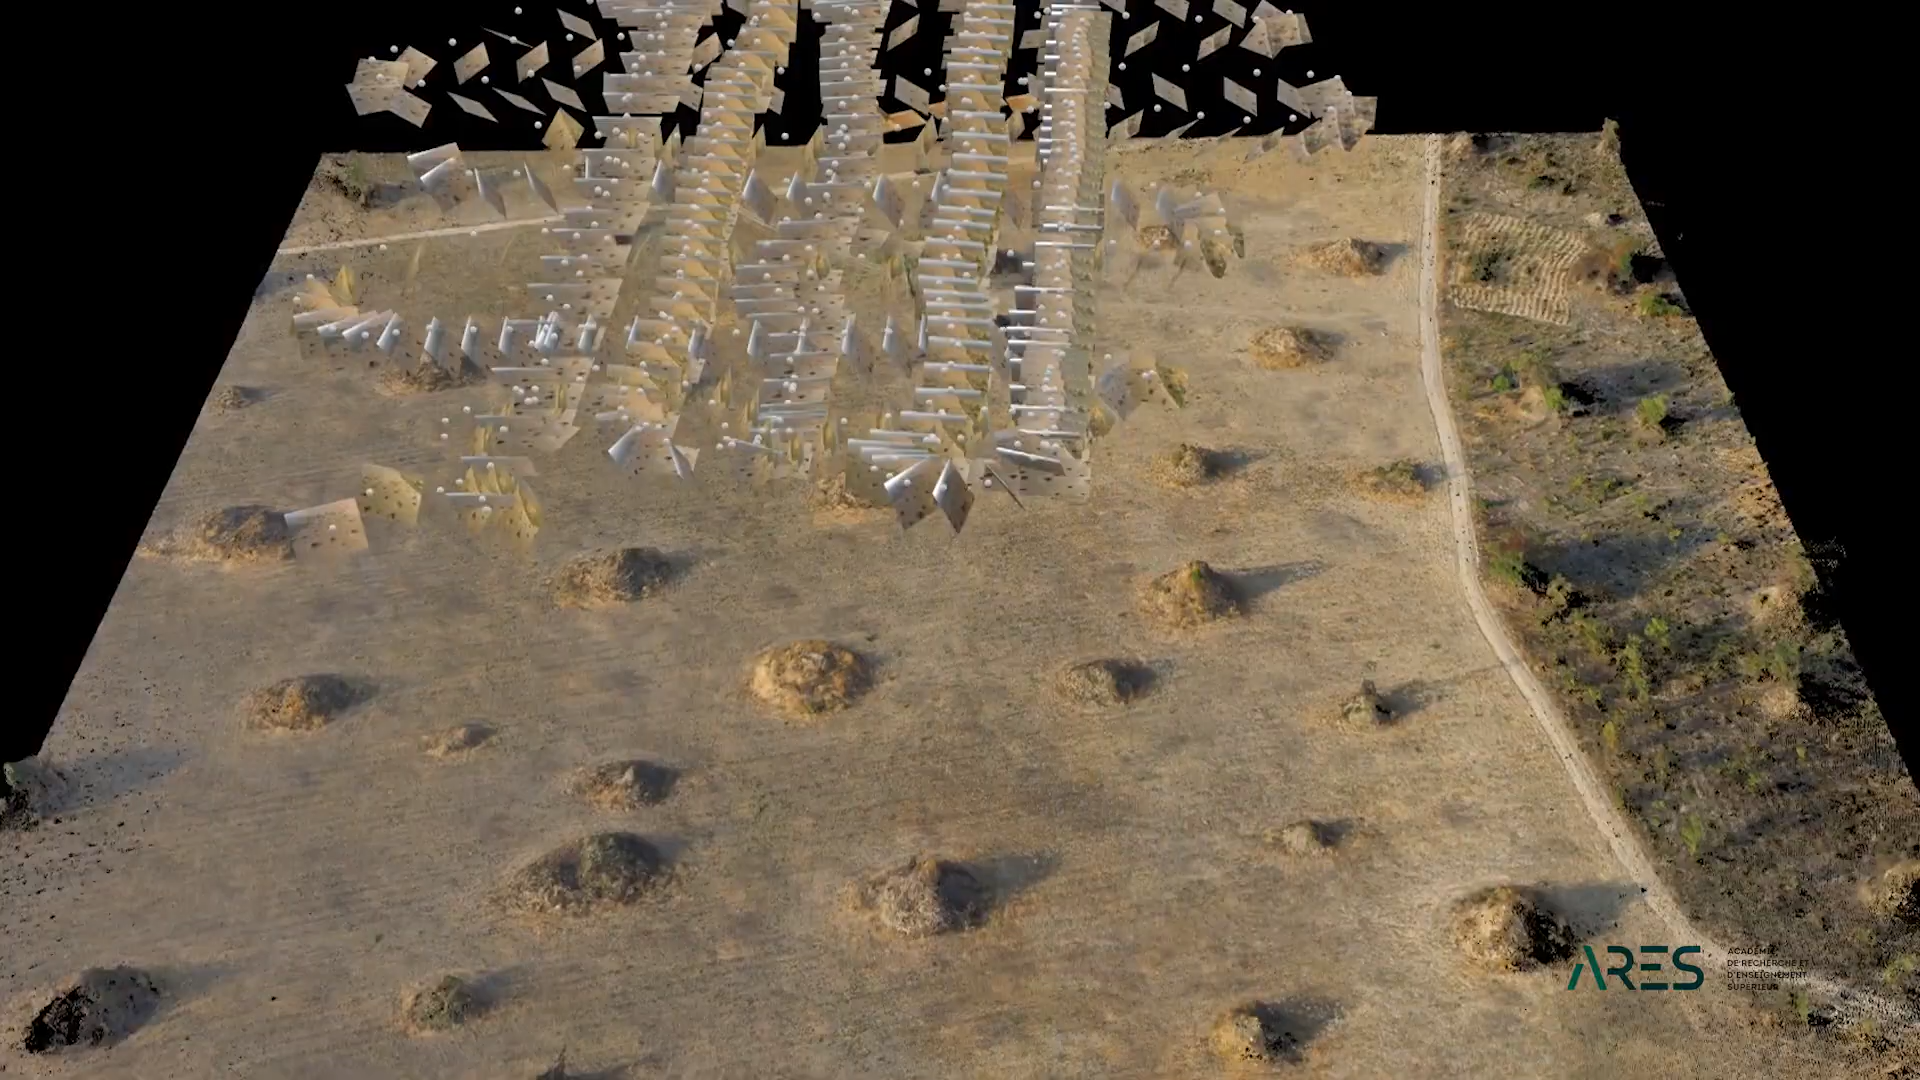 ARES
ACADÉMIE
DE RECHERCHE ET
D'ENSEIGNEMENT
SUPÉRIEUR